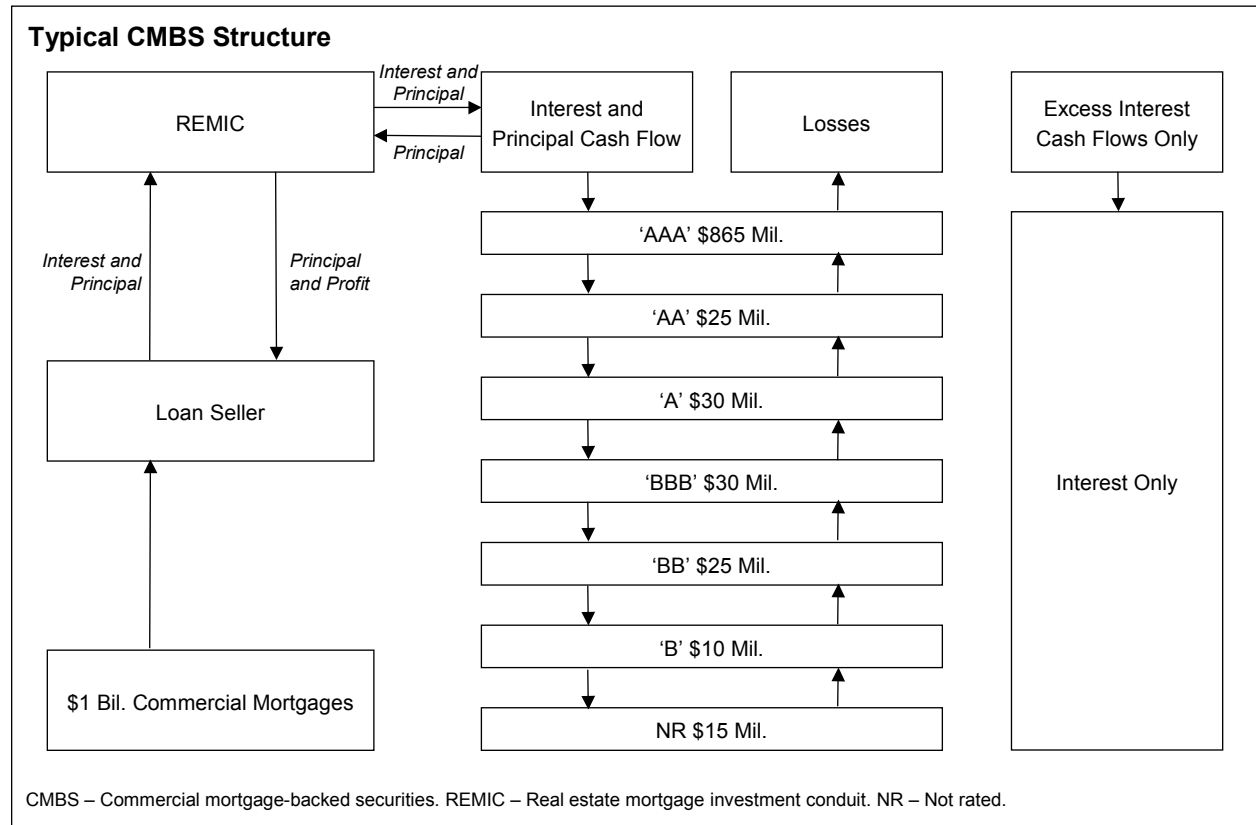 Typical CMBS Structure
REMIC
Interest and
Principal
Principal
Interest and
Principal Cash Flow
Losses
Excess Interest
Cash Flows Only
Interest and
Principal
Principal
and Profit
Loan Seller
$1 Bil. Commercial Mortgages
‘AAA’ $865 Mil.
‘AA’ $25 Mil.
‘A’ $30 Mil.
‘BBB’ $30 Mil.
‘BB’ $25 Mil.
‘B’ $10 Mil.
NR $15 Mil.
Interest Only
CMBS – Commercial mortgage-backed securities. REMIC – Real estate mortgage investment conduit. NR – Not rated.